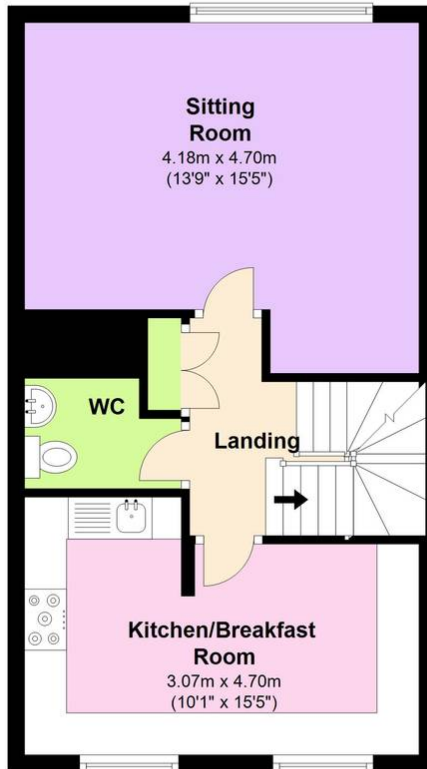 Sitting
Room
4.18m x 4.70m
(13'9" x 15'5")
WC
Landing
Kitchen/Breakfast
Room
3.07m x 4.70m
(10'1" x 15'5")